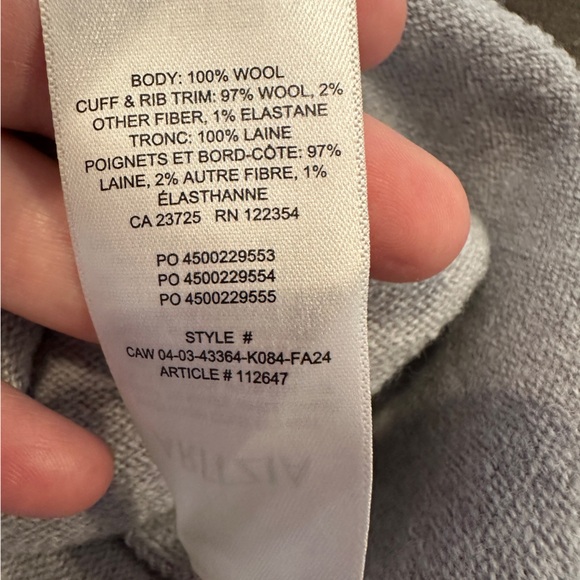 BODY: 100% WOOL
CUFF & RIB TRIM: 97% WOOL, 2%
OTHER FIBER, 1% ELASTANE
TRONC: 100% LAINE
POIGNETS ET BORD-CÔTE: 97%
LAINE, 2% AUTRE FIBRE, 1%
ÉLASTHANNE
CA 23725 RN 122354
PO 4500229553
PO 4500229554
PO 4500229555
STYLE #
CAW 04-03-43364-K084-FA24
ARTICLE # 112647
ARITZIA